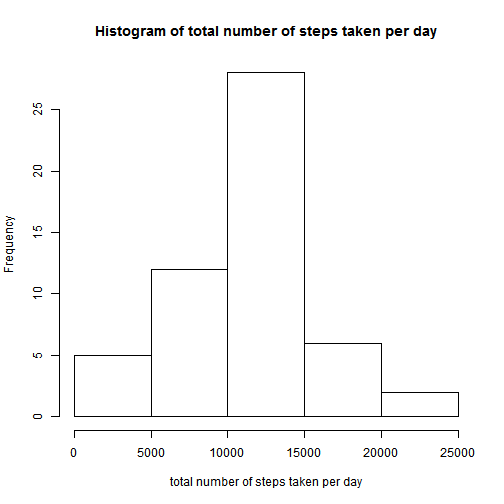 Histogram of total number of steps taken per day
Frequency
25
20
15
10
5
0
0 5000 10000 15000 20000 25000
total number of steps taken per day